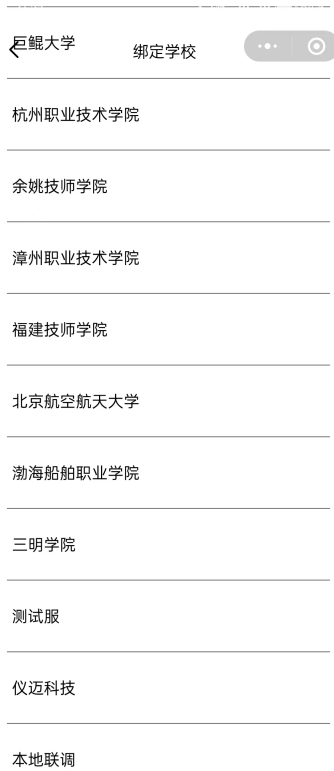 巨鲲大学
绑定学校
杭州职业技术学院
余姚技师学院
漳州职业技术学院
福建技师学院
北京航空航天大学
渤海船舶职业学院
三明学院
测试服
仪迈科技
本地联调